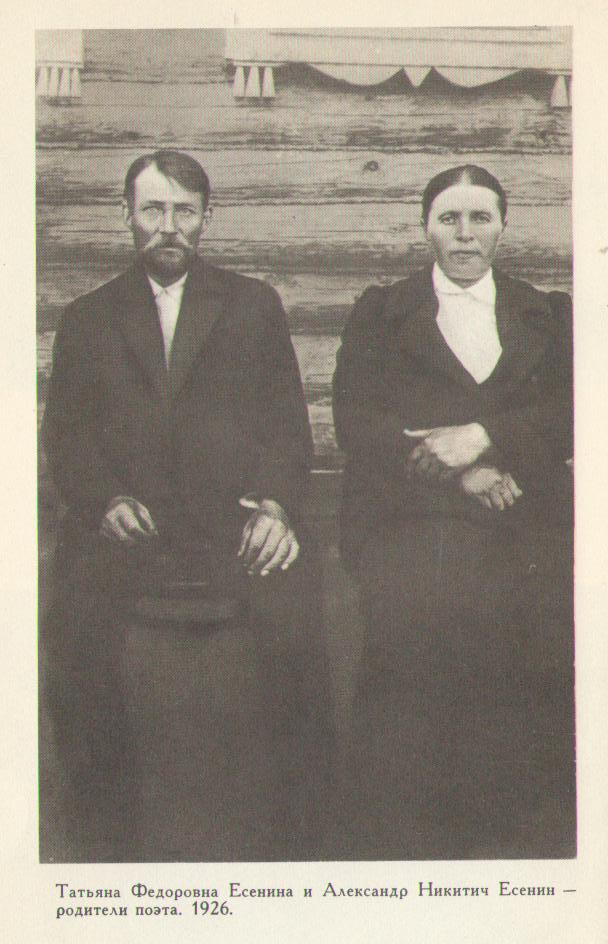 Татьяна Федоровна Есенина и Александр Никитич Есенин —
родители поэта. 1926.